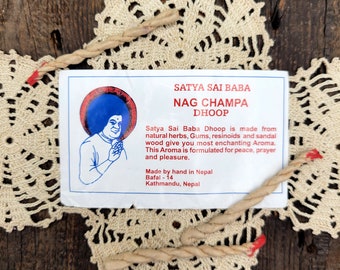 SATYA SAI BABA
NAG CHAMPA
DHOOP
Satya Sai Baba Dhoop is made from
natural herbs, Gums, resinoids and sandal
wood give you most enchanting Aroma.
This Aroma is formulated for peace, prayer
and pleasure.
Made by hand in Nepal
Bafal - 14
Kathmandu, Nepal